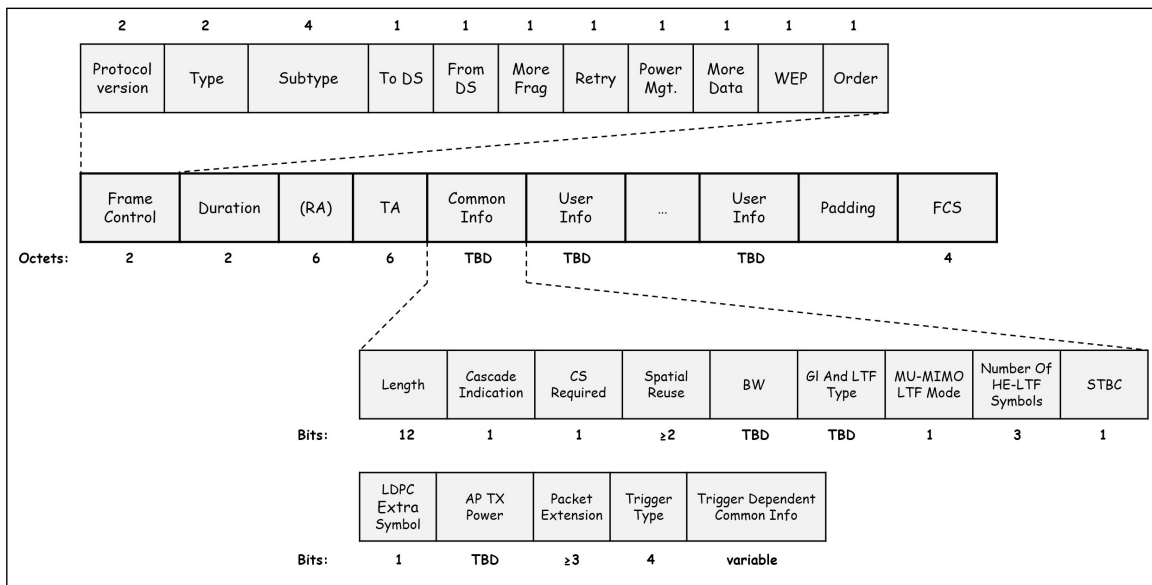 2 2 4 1 1 1 1 1 1 1 1
Protocol version Type Subtype To DS From DS More Frag Retry Power Mgt. More Data WEP Order
Frame Control Duration (RA) TA Common Info User Info ... User Info Padding FCS
Octets: 2 2 6 6 TBD TBD TBD 4
Length Cascade Indication CS Required Spatial Reuse BW GI And LTF Type MU-MIMO LTF Mode Number Of HE-LTF Symbols STBC
Bits: 12 1 1 ≥2 TBD TBD 1 3 1
LDPC Extra Symbol AP TX Power Packet Extension Trigger Type Trigger Dependent Common Info
Bits: 1 TBD ≥3 4 variable